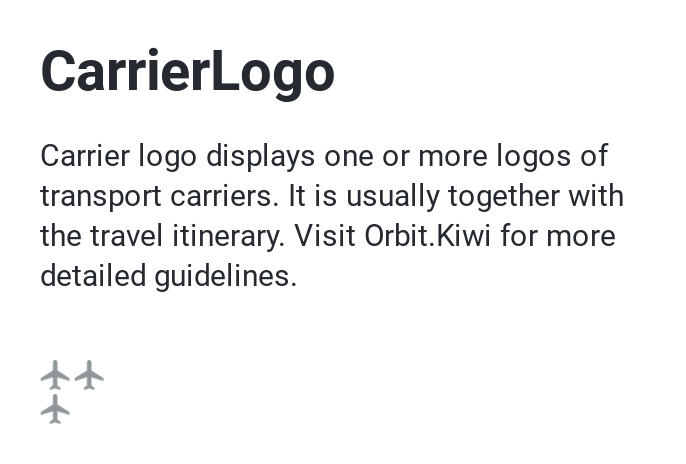 CarrierLogo
Carrier logo displays one or more logos of
transport carriers. It is usually together with
the travel itinerary. Visit Orbit.Kiwi for more
detailed guidelines.